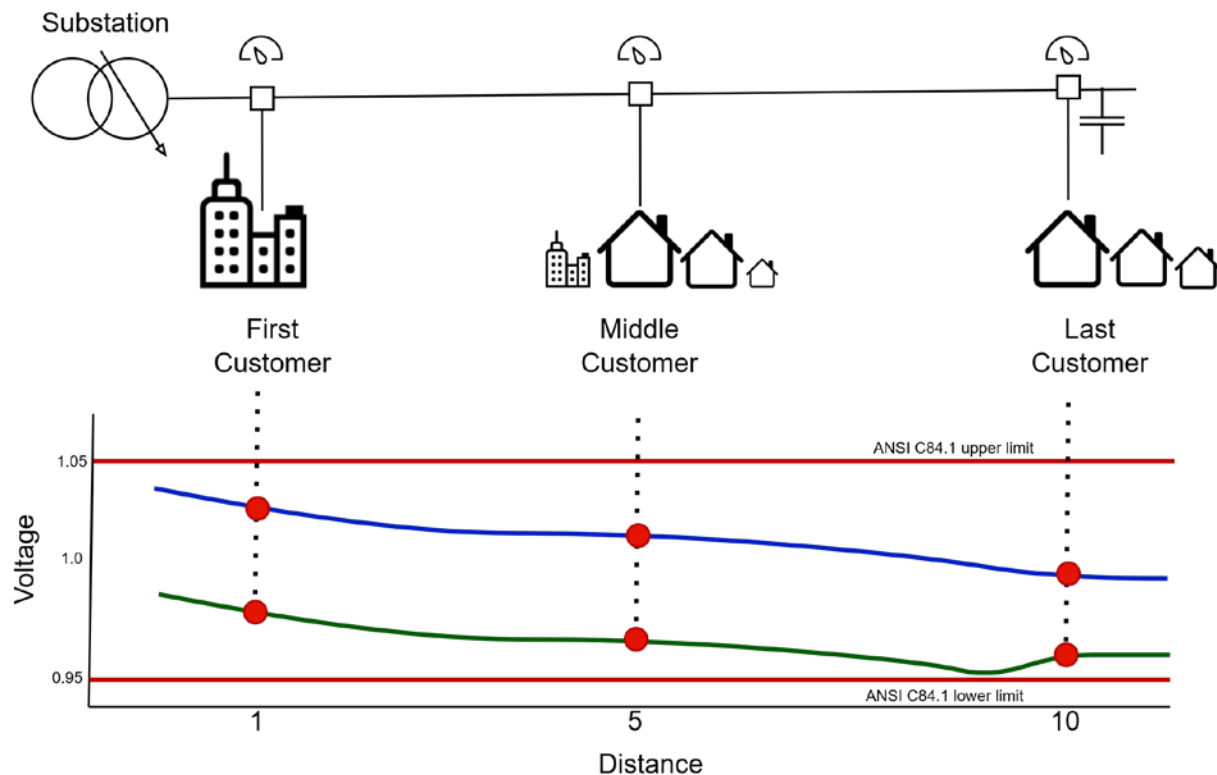 Substation
First
Customer
Middle
Customer
Last
Customer
ANSI C84.1 upper limit
1.05
1.0
Voltage
0.95
ANSI C84.1 lower limit
1
5
10
Distance